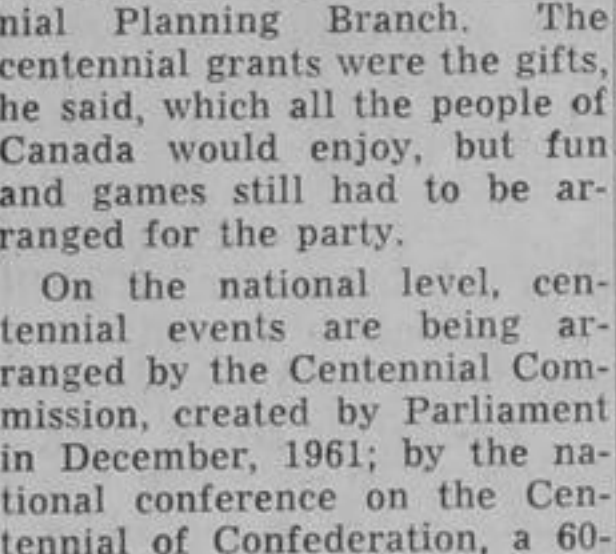 nial Planning Branch. The
centennial grants were the gifts,
he said, which all the people of
Canada would enjoy, but fun
and games still had to be ar-
ranged for the party.
On the national level, cen-
tennial events are being ar-
ranged by the Centennial Com-
mission, created by Parliament
in December, 1961; by the na-
tional conference on the Cen-
tennial of Confederation, a 60-